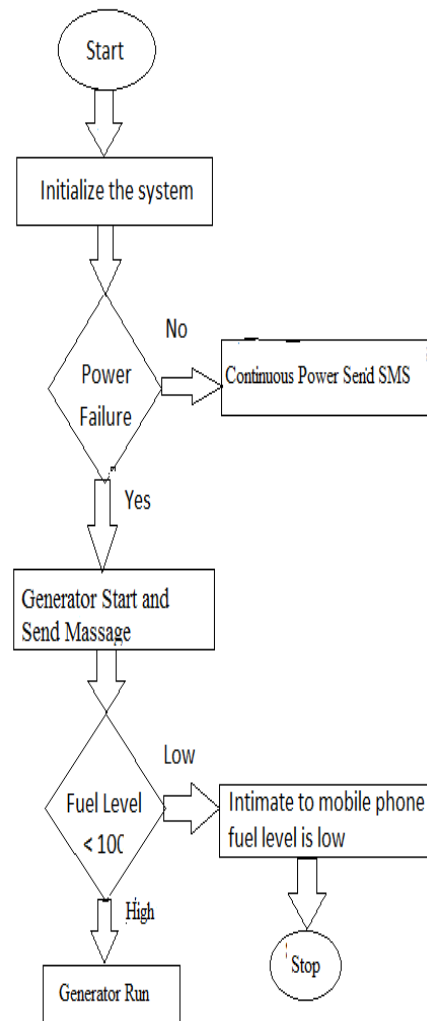 Start
Initialize the system
No
Power
Failure
Continuous Power Send SMS
Yes
Generator Start and
Send Massage
Low
Fuel Level
< 100
Intimate to mobile phone
fuel level is low
High
Stop
Generator Run